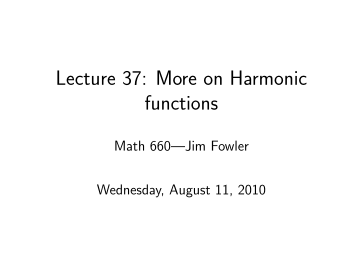 Lecture 37: More on Harmonic
functions
Math 660—Jim Fowler
Wednesday, August 11, 2010